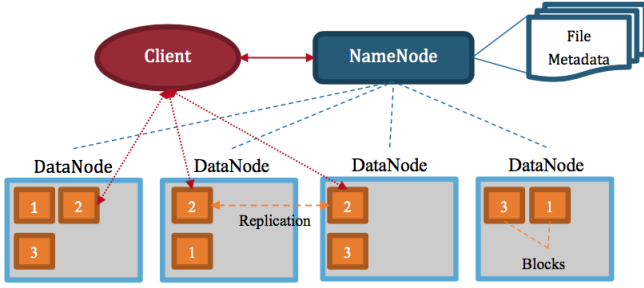 Client
NameNode
File
Metadata
DataNode
DataNode
DataNode
DataNode
1
2
3
2
1
Replication
2
3
3
1
Blocks